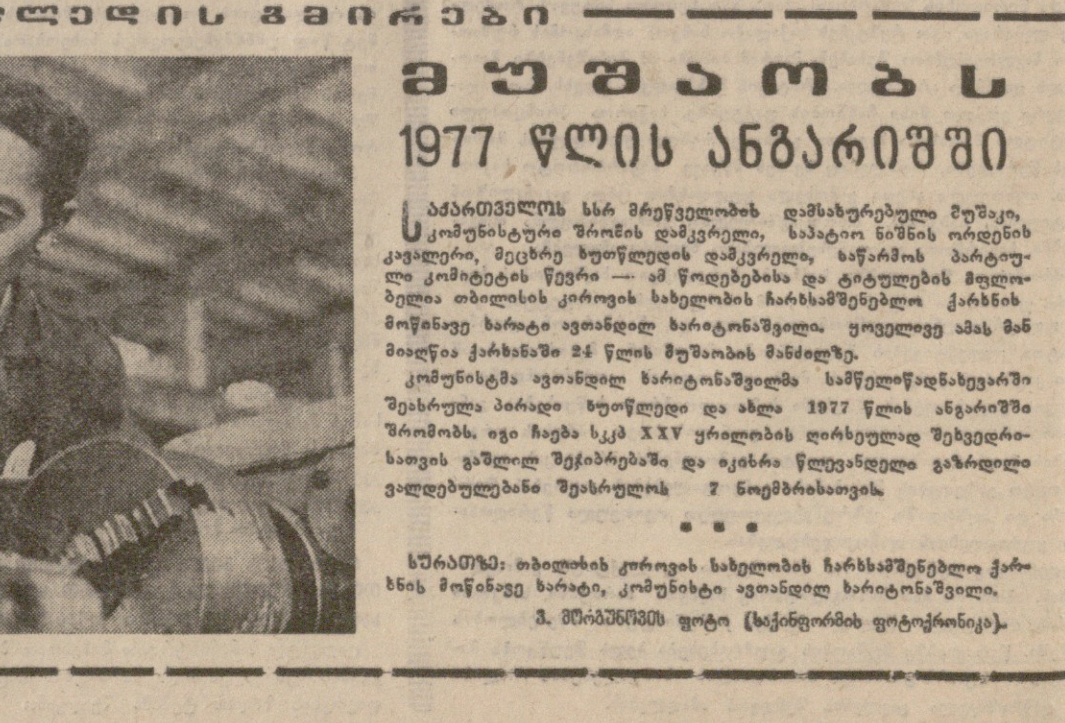 წლედის გმირები
მუშაობს
1977 წლის ანგარიშში
საქართველოს სსრ მრეწველობის დამსახურებული მუშაკი,
კომუნისტური შრომის დამკვრელი, საპატიო ნიშნის ორდენის
კავალერი, მეცხრე ხუთწლედის დამკვრელი, საწარმოს პარტიუ-
ლი კომიტეტის წევრი — ამ წოდებებისა და ტიტულების მფლო-
ბელია თბილისის კიროვის სახელობის ჩარხსამშენებლო ქარხნის
მოწინავე ხარატი ავთანდილ ხარიტონაშვილი. ყოველივე ამას მან
მიაღწია ქარხანაში 24 წლის მუშაობის მანძილზე.
კომუნისტმა ავთანდილ ხარიტონაშვილმა სამწელიწადნახევარში
შეასრულა პირადი ხუთწლედი და ახლა 1977 წლის ანგარიშში
შრომობს. იგი ჩაება სკკპ XXV ყრილობის ღირსეულად შეხვედრი-
სათვის გაშლილ შეჯიბრებაში და იკისრა წლევანდელი გაზრდილი
ვალდებულებანი შეასრულოს 7 ნოემბრისათვის.
სურათზე: თბილისის კიროვის სახელობის ჩარხსამშენებლო ქარ-
ხნის მოწინავე ხარატი, კომუნისტი ავთანდილ ხარიტონაშვილი.
ვ. მორგუნოვის ფოტო (საქინფორმის ფოტოქრონიკა).